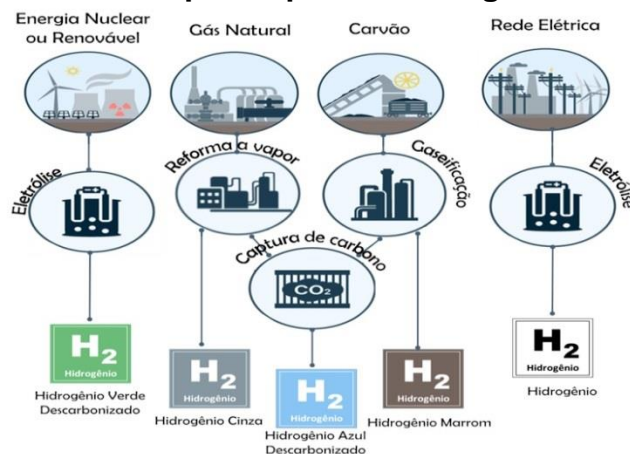 Energia Nuclear
ou Renovável
Gás Natural
Carvão
Rede Elétrica
Eletrólise
Reforma a vapor
Gaseificação
Eletrólise
Captura de carbono
CO₂
H₂
Hidrogênio
Hidrogênio Verde
Descarbonizado
H₂
Hidrogênio
Hidrogênio Cinza
H₂
Hidrogênio
Hidrogênio Azul
Descarbonizado
H₂
Hidrogênio
Hidrogênio Marrom
H₂
Hidrogênio
Hidrogênio